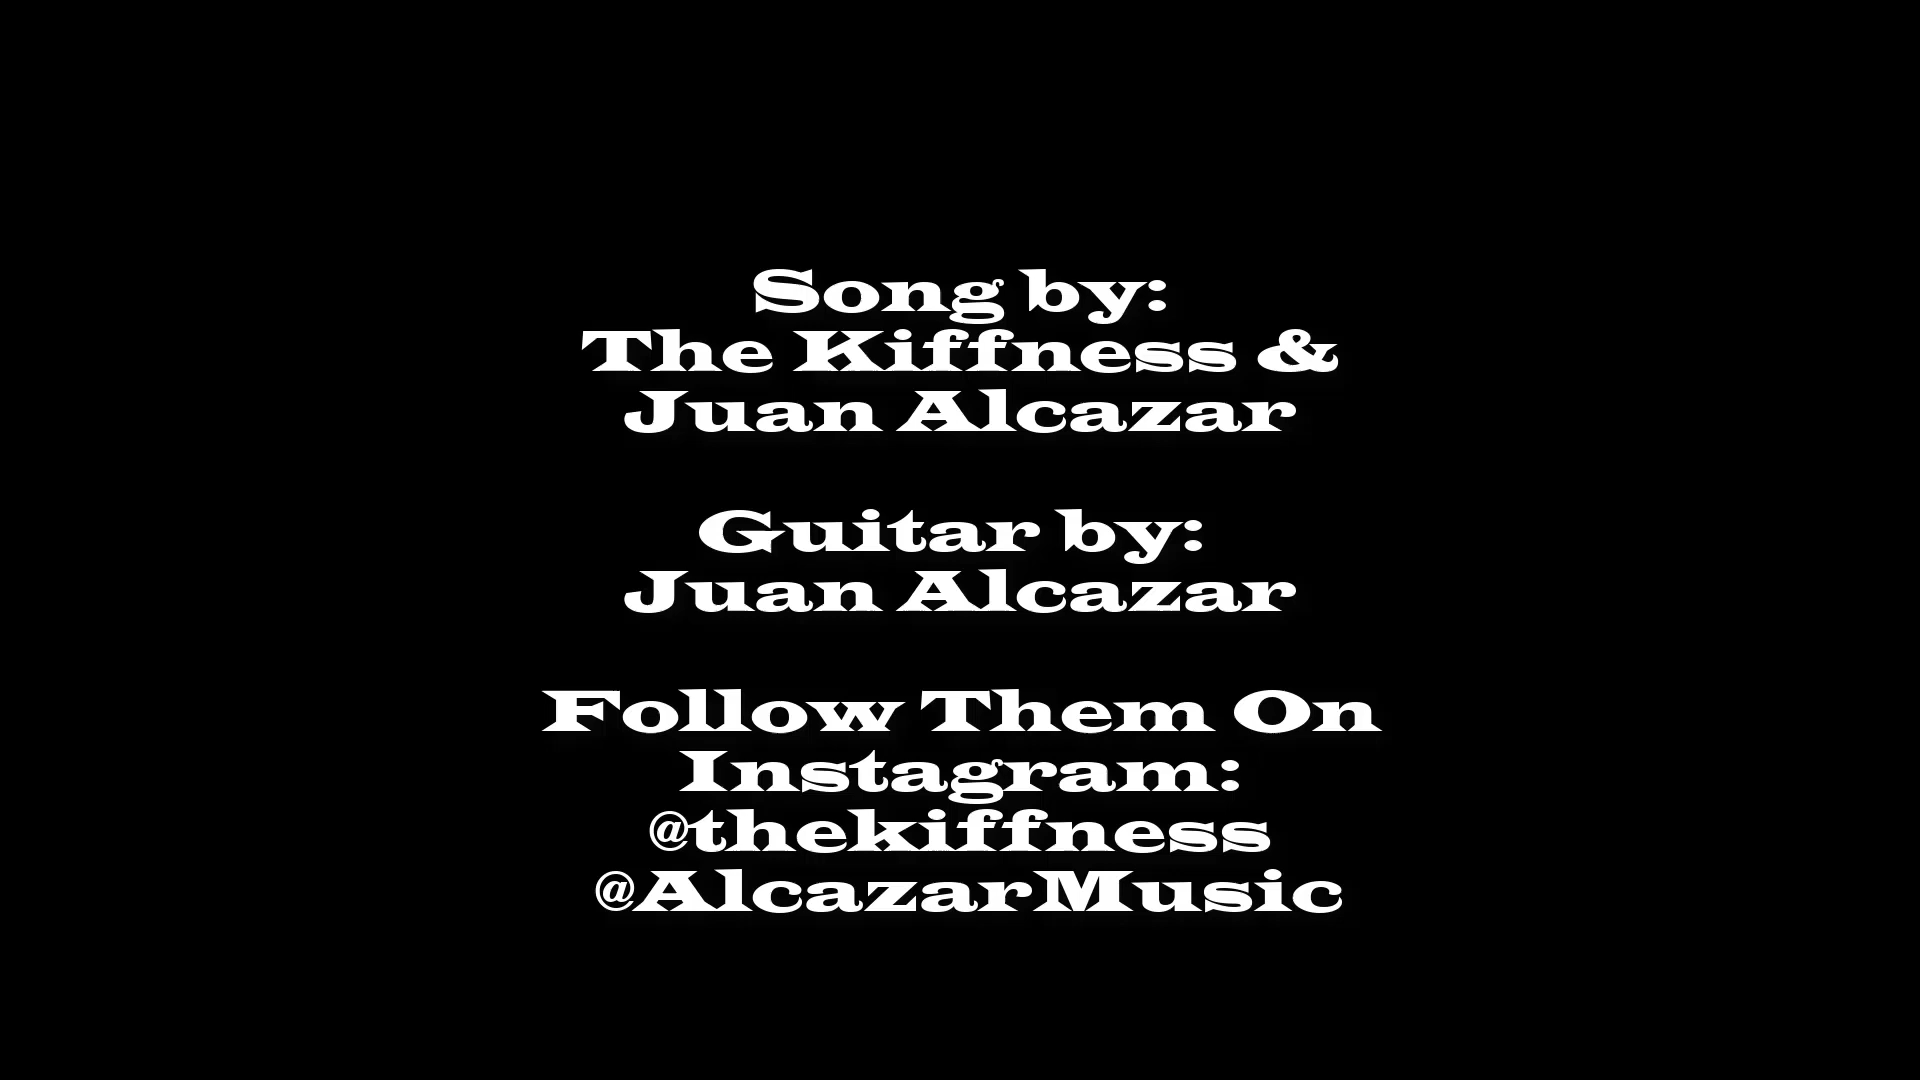 Song by:
The Kiffness &
Juan Alcazar
Guitar by:
Juan Alcazar
Follow Them On
Instagram:
@thekiffness
@AlcazarMusic